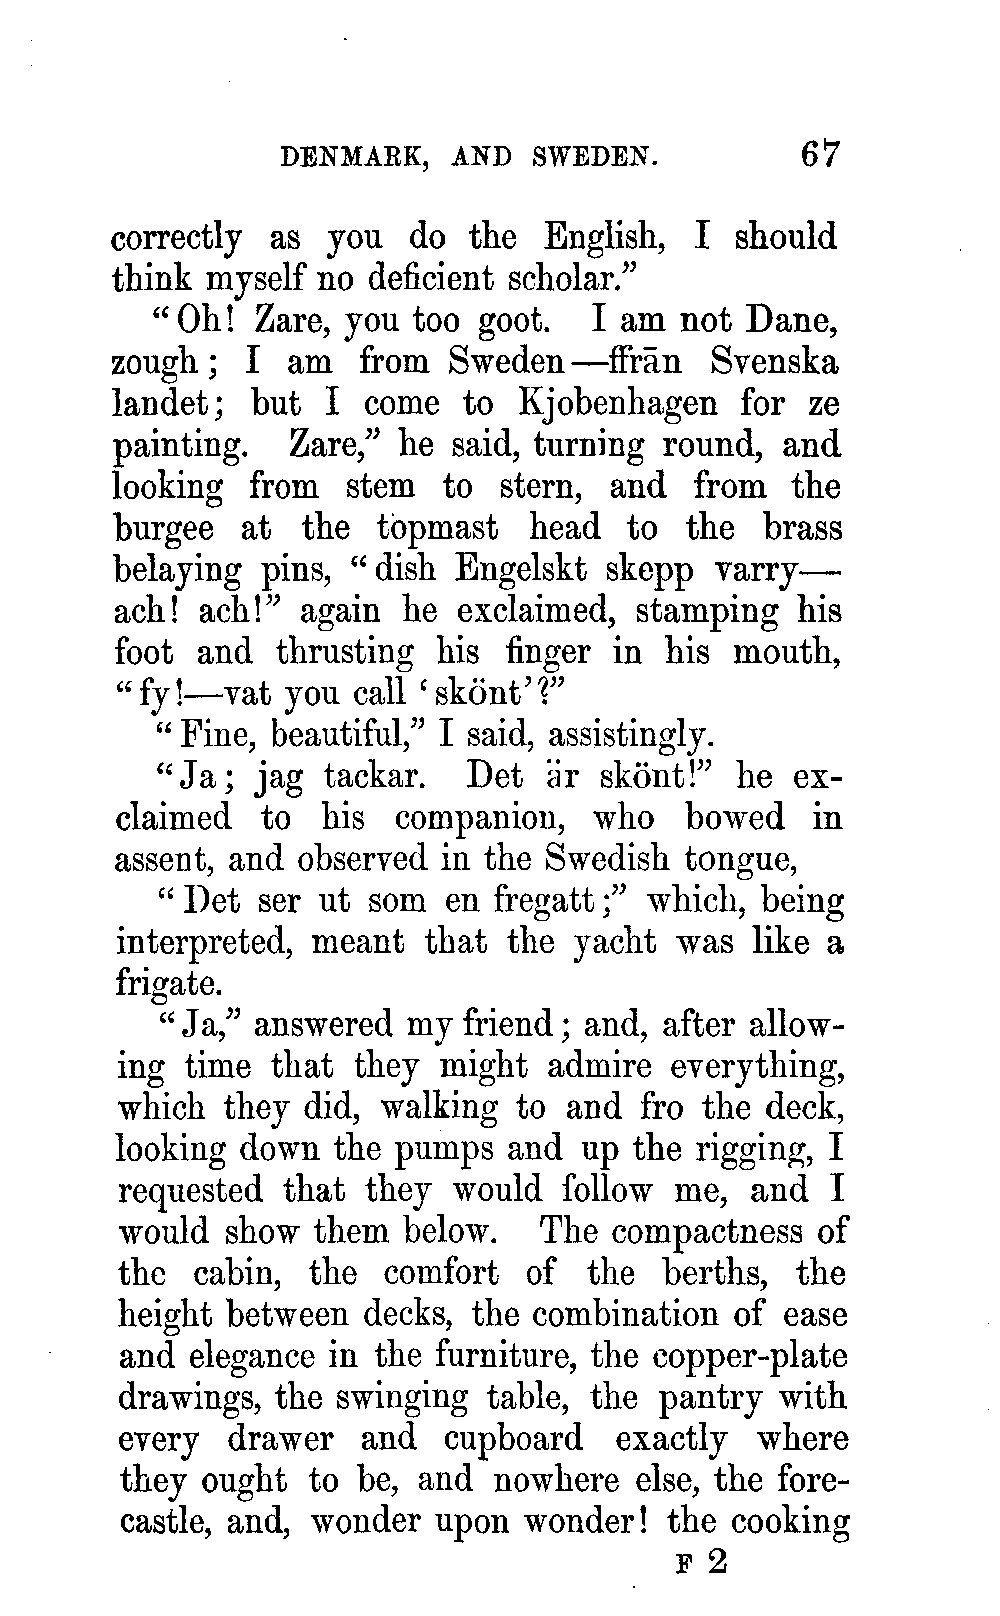 DENMARK, AND SWEDEN. 67
correctly as you do the English, I should
think myself no deficient scholar."
"Oh! Zare, you too goot. I am not Dane,
zough; I am from Sweden—ffrān Svenska
landet; but I come to Kjobenhagen for ze
painting. Zare," he said, turning round, and
looking from stem to stern, and from the
burgee at the topmast head to the brass
belaying pins, "dish Engelskt skepp varry—
ach! ach!" again he exclaimed, stamping his
foot and thrusting his finger in his mouth,
"fy!—vat you call 'skönt'?"
"Fine, beautiful," I said, assistingly.
"Ja; jag tackar. Det är skönt!" he ex-
claimed to his companion, who bowed in
assent, and observed in the Swedish tongue,
"Det ser ut som en fregatt;" which, being
interpreted, meant that the yacht was like a
frigate.
"Ja," answered my friend; and, after allow-
ing time that they might admire everything,
which they did, walking to and fro the deck,
looking down the pumps and up the rigging, I
requested that they would follow me, and I
would show them below. The compactness of
the cabin, the comfort of the berths, the
height between decks, the combination of ease
and elegance in the furniture, the copper-plate
drawings, the swinging table, the pantry with
every drawer and cupboard exactly where
they ought to be, and nowhere else, the fore-
castle, and, wonder upon wonder! the cooking
F 2